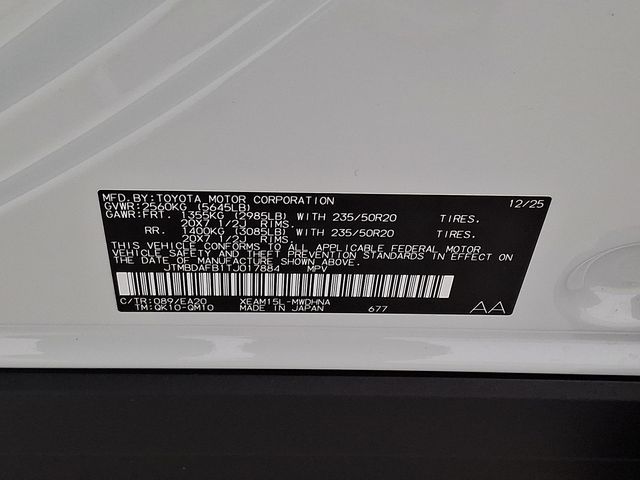 MFD.BY:TOYOTA MOTOR CORPORATION 12/25
GVWR:2560KG (5645LB)
GAWR:FRT. 1355KG (2985LB) WITH 235/50R20 TIRES.
20X7 1/2J RIMS.
RR. 1400KG (3085LB) WITH 235/50R20 TIRES.
20X7 1/2J RIMS.
THIS VEHICLE CONFORMS TO ALL APPLICABLE FEDERAL MOTOR
VEHICLE SAFETY AND THEFT PREVENTION STANDARDS IN EFFECT ON
THE DATE OF MANUFACTURE SHOWN ABOVE.
JTMBDAFB1TJ017884 MPV
C/TR:089/EA20 XEAM15L-MWDHNA
TM:QK10-QM10 MADE IN JAPAN 677 AA